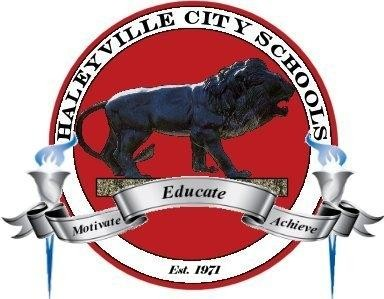 HALEYVILLE CITY SCHOOLS
Motivate
Educate
Achieve
Est. 1971